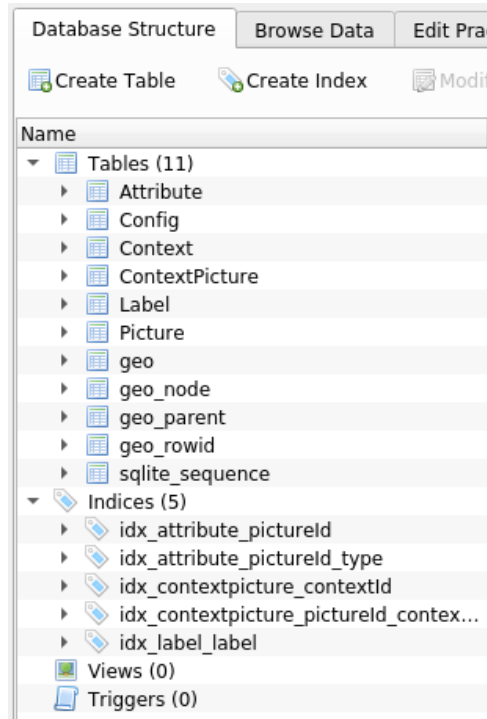 Database Structure Browse Data Edit Pra
Create Table Create Index Modif
Name
Tables (11)
Attribute
Config
Context
ContextPicture
Label
Picture
geo
geo_node
geo_parent
geo_rowid
sqlite_sequence
Indices (5)
idx_attribute_pictureId
idx_attribute_pictureId_type
idx_contextpicture_contextId
idx_contextpicture_pictureId_contex...
idx_label_label
Views (0)
Triggers (0)